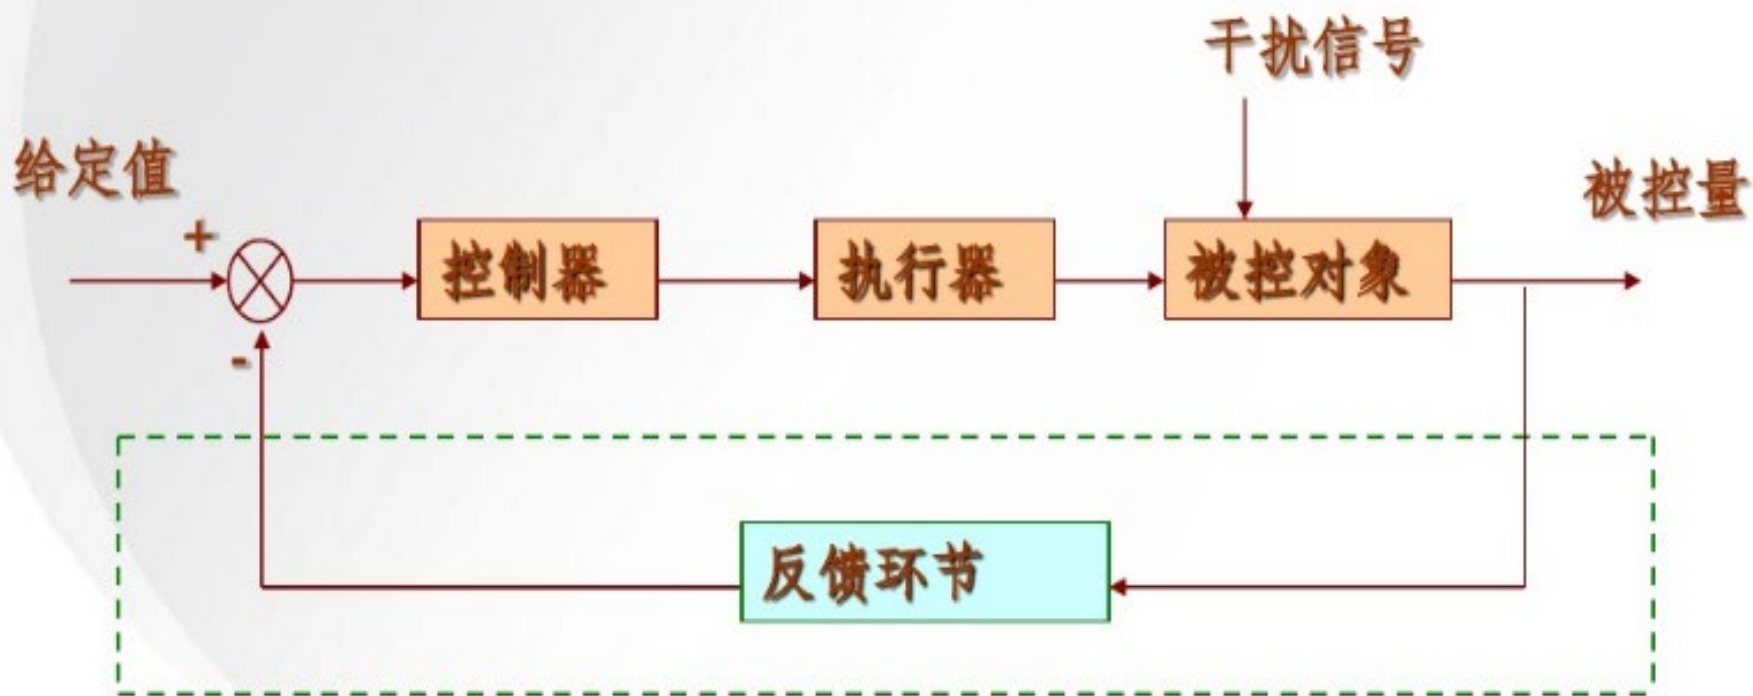 干扰信号
给定值
被控量
+
控制器
执行器
被控对象
-
反馈环节